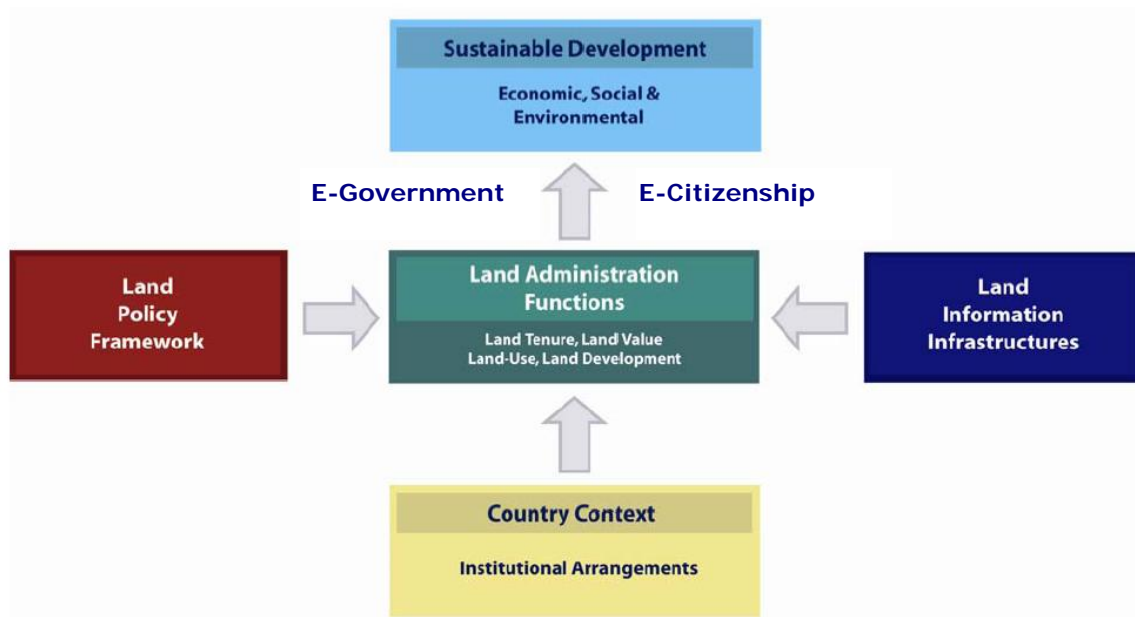 Sustainable Development
Economic, Social &
Environmental
E-Government
E-Citizenship
Land
Policy
Framework
Land Administration
Functions
Land Tenure, Land Value
Land-Use, Land Development
Land
Information
Infrastructures
Country Context
Institutional Arrangements